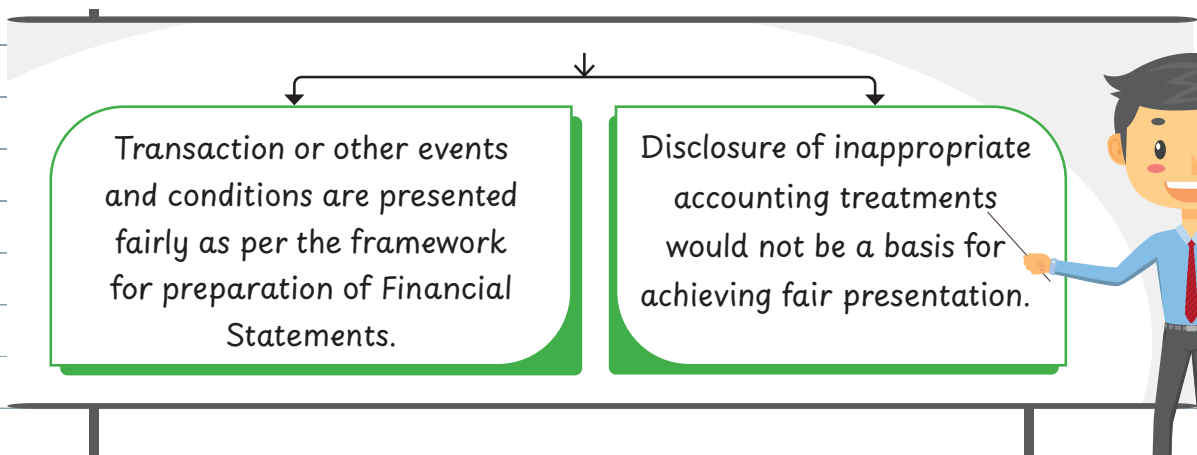 Transaction or other events
and conditions are presented
fairly as per the framework
for preparation of Financial
Statements.
Disclosure of inappropriate
accounting treatments
would not be a basis for
achieving fair presentation.